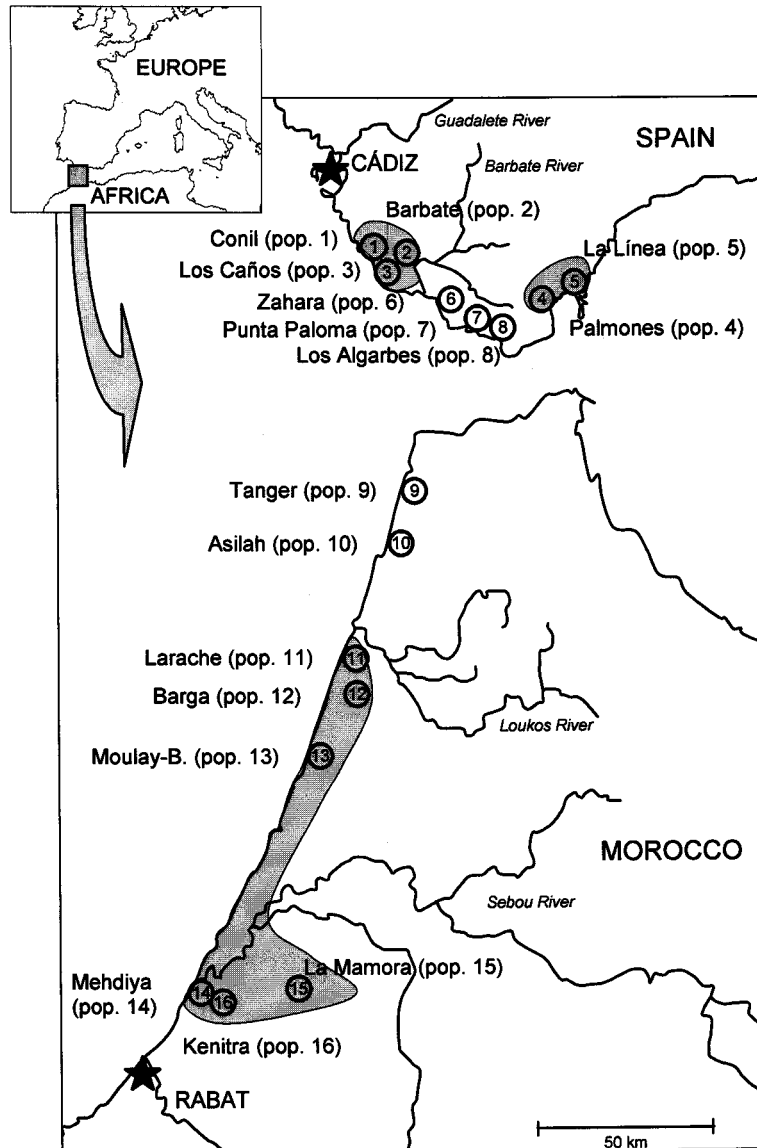 EUROPE
AFRICA
Guadalete River
SPAIN
CÁDIZ
Barbate River
Barbate (pop. 2)
Conil (pop. 1)
La Línea (pop. 5)
Los Caños (pop. 3)
Zahara (pop. 6)
Punta Paloma (pop. 7)
Palmones (pop. 4)
Los Algarbes (pop. 8)
1
2
3
5
4
6
7
8
Tanger (pop. 9)
9
Asilah (pop. 10)
10
Larache (pop. 11)
11
Barga (pop. 12)
12
Loukos River
Moulay-B. (pop. 13)
13
MOROCCO
Sebou River
La Mamora (pop. 15)
Mehdiya
(pop. 14)
14
16
15
Kenitra (pop. 16)
RABAT
50 km